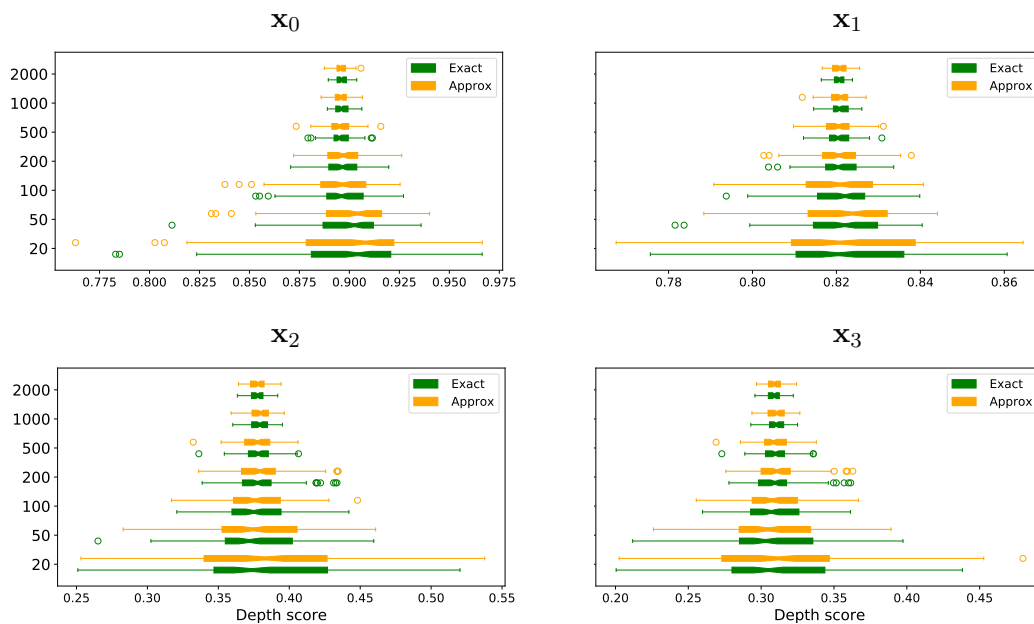 x₀
x₁
2000
1000
500
200
100
50
20
Exact
Approx
0.775 0.800 0.825 0.850 0.875 0.900 0.925 0.950 0.975
Exact
Approx
0.78 0.80 0.82 0.84 0.86
x₂
x₃
2000
1000
500
200
100
50
20
Exact
Approx
0.25 0.30 0.35 0.40 0.45 0.50 0.55
Depth score
Exact
Approx
0.20 0.25 0.30 0.35 0.40 0.45
Depth score